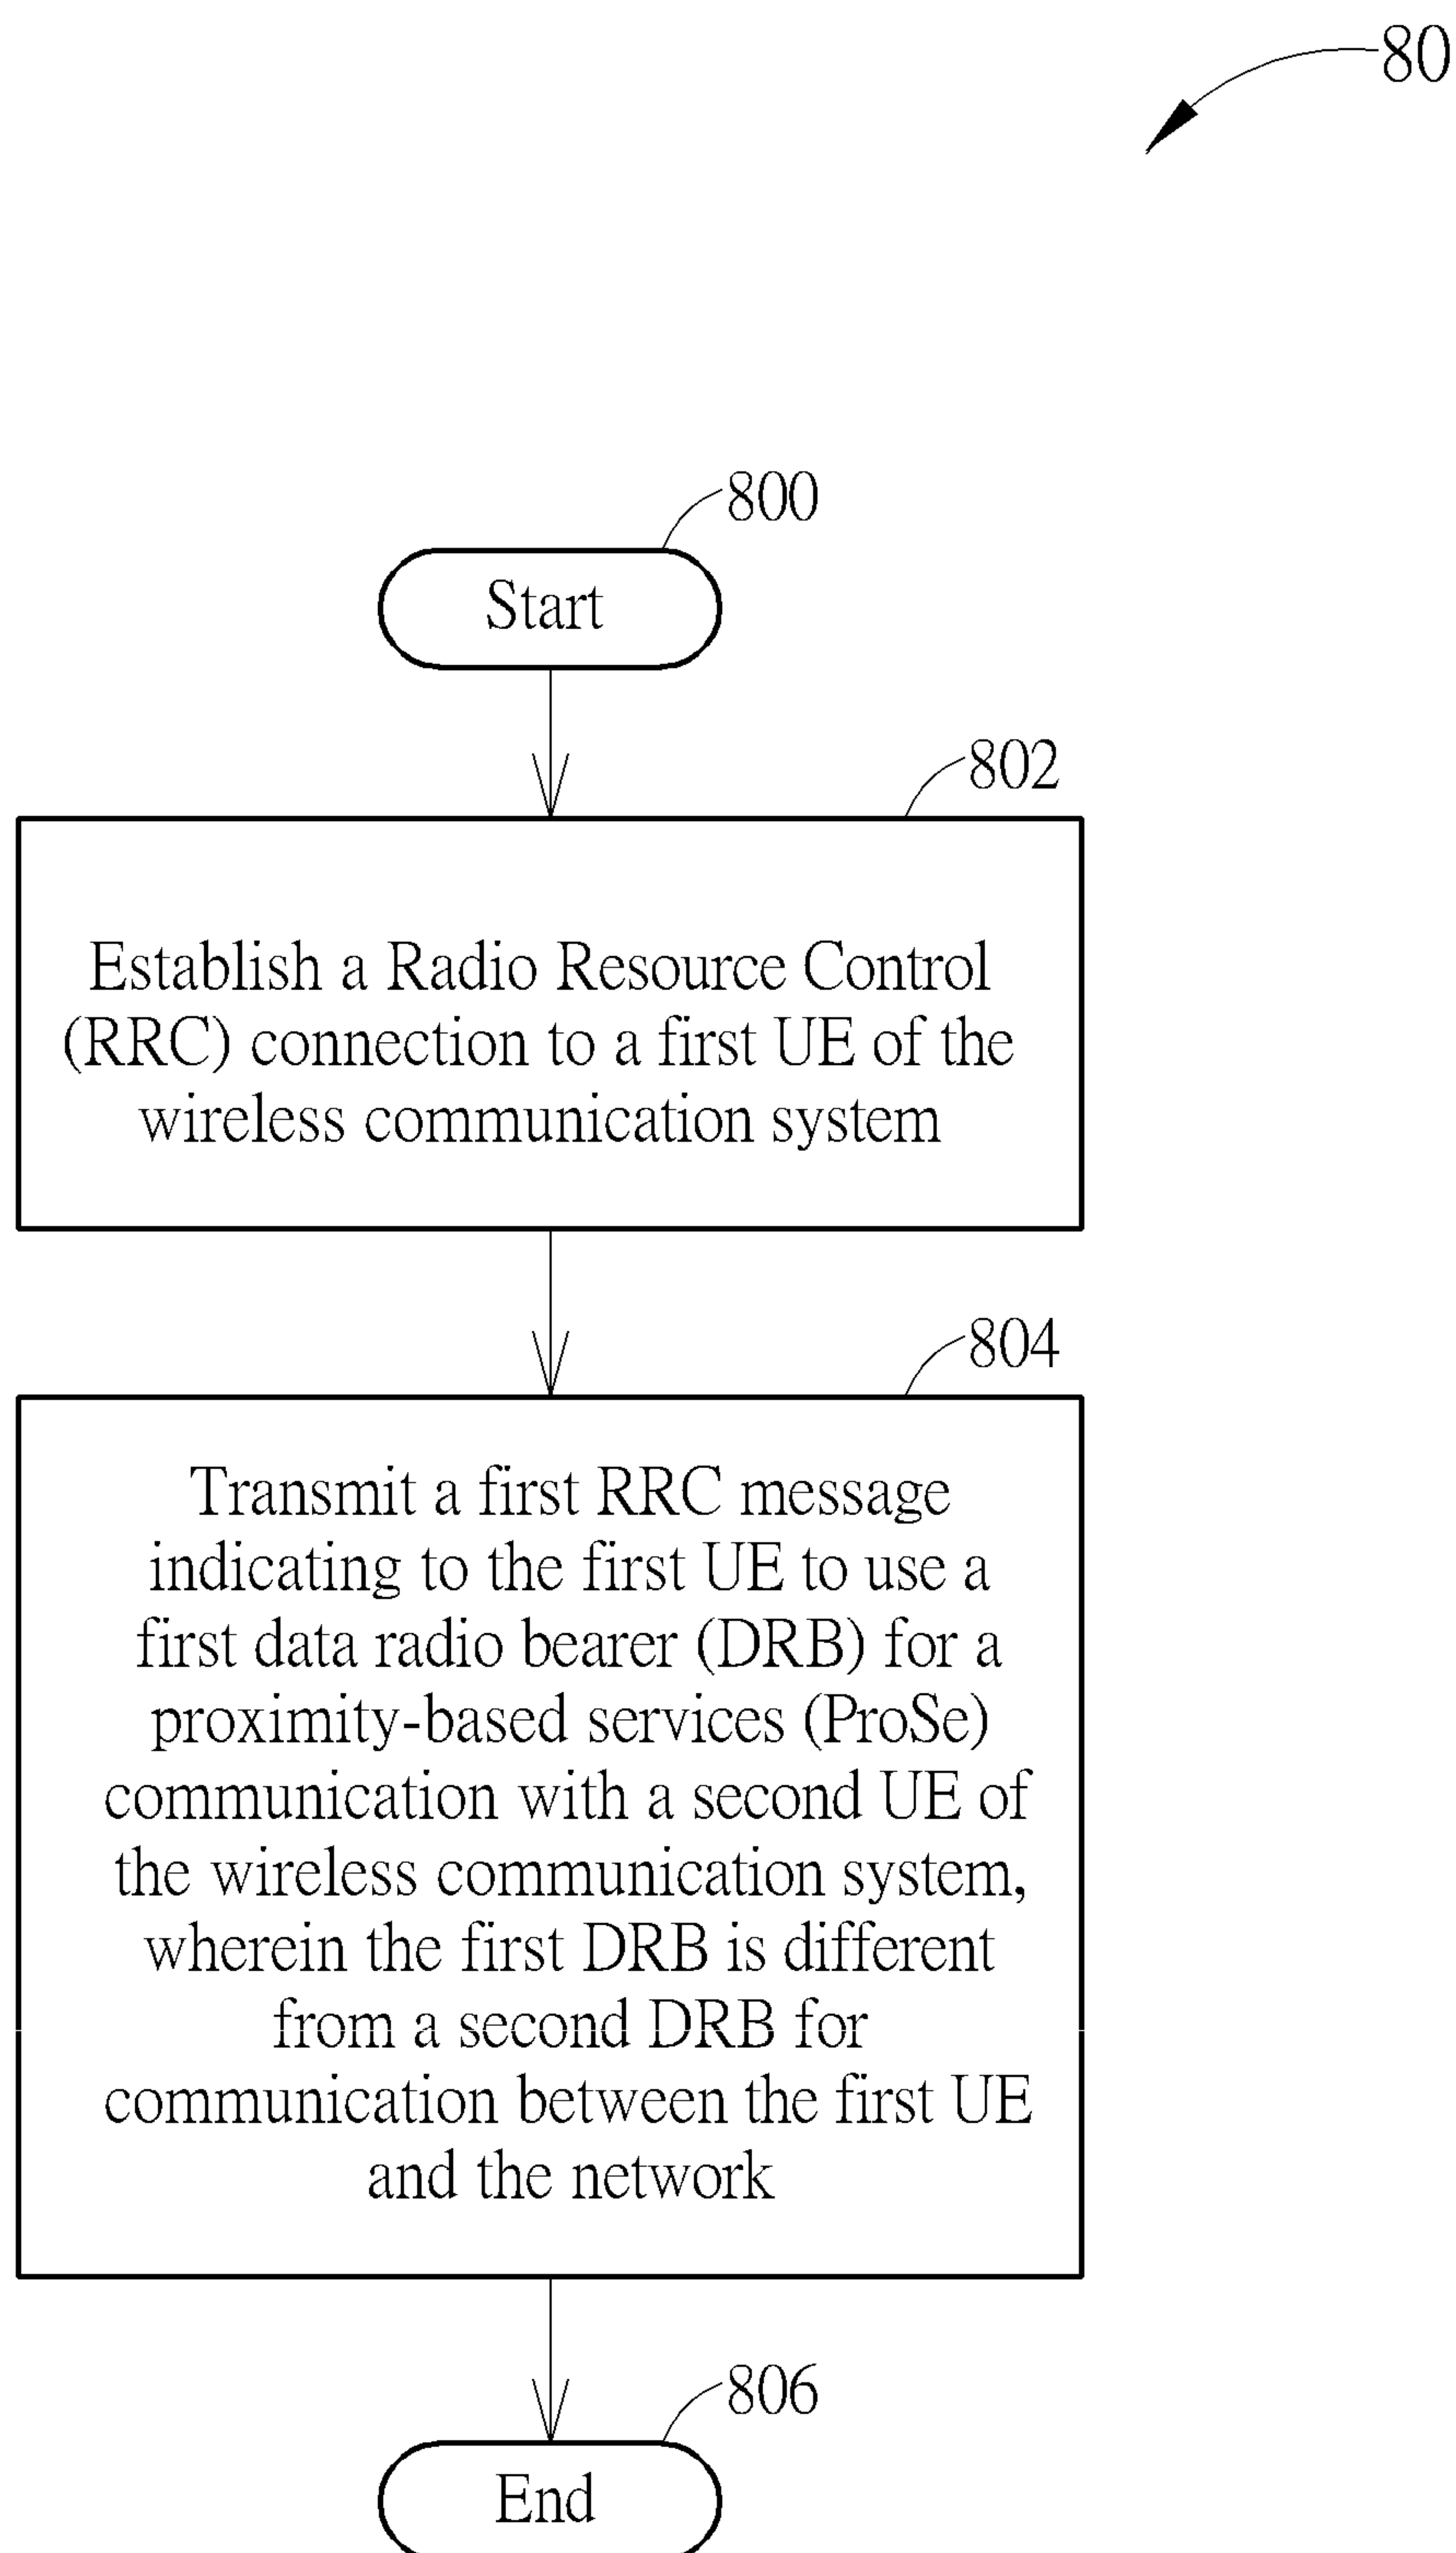 80
800
Start
802
Establish a Radio Resource Control
(RRC) connection to a first UE of the
wireless communication system
804
Transmit a first RRC message
indicating to the first UE to use a
first data radio bearer (DRB) for a
proximity-based services (ProSe)
communication with a second UE of
the wireless communication system,
wherein the first DRB is different
from a second DRB for
communication between the first UE
and the network
806
End